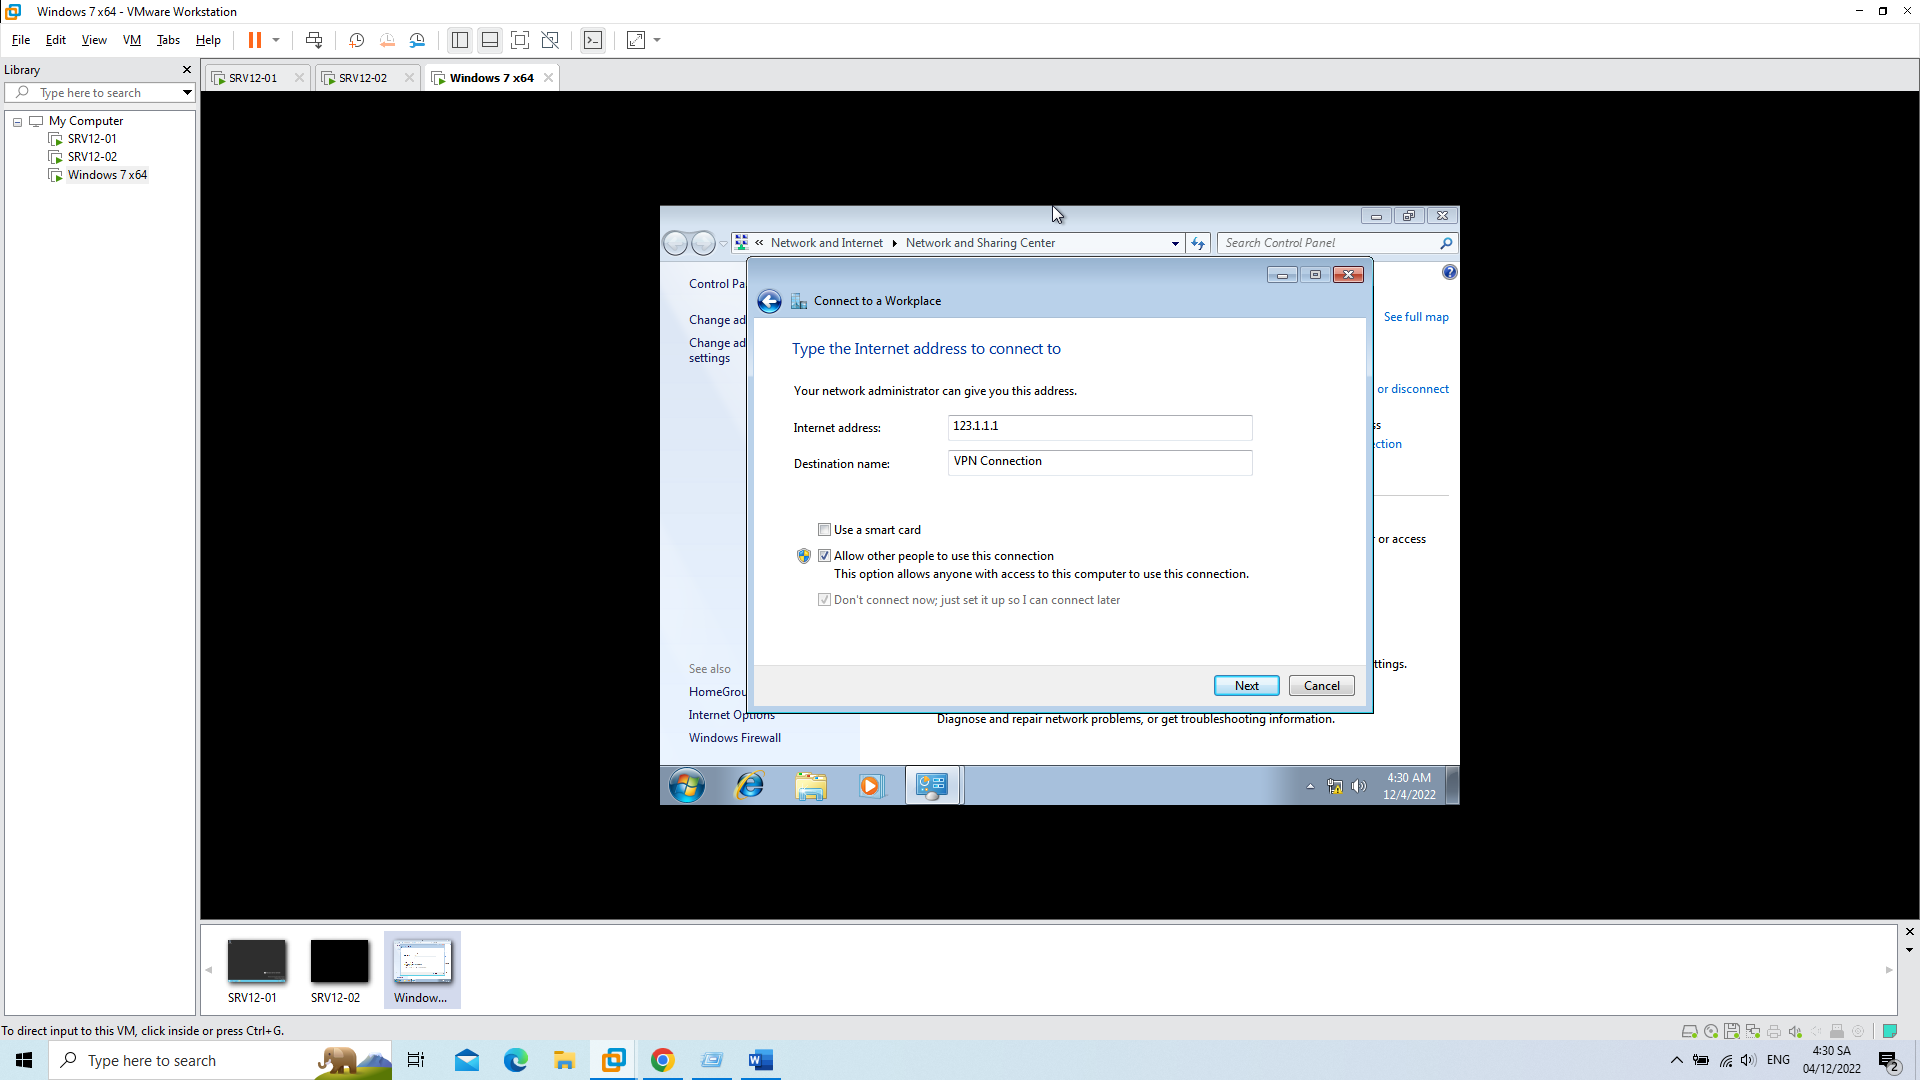 Windows 7 x64 - VMware Workstation
File Edit View VM Tabs Help
Library
Type here to search
My Computer
SRV12-01
SRV12-02
Windows 7 x64
SRV12-01
SRV12-02
Windows 7 x64
« Network and Internet Network and Sharing Center
Search Control Panel
Control Pa
Change ad
Change ad
settings
See also
HomeGrou
Internet Options
Windows Firewall
See full map
or disconnect
ss
ection
r or access
ttings.
Diagnose and repair network problems, or get troubleshooting information.
Connect to a Workplace
Type the Internet address to connect to
Your network administrator can give you this address.
Internet address: 123.1.1.1
Destination name: VPN Connection
Use a smart card
Allow other people to use this connection
This option allows anyone with access to this computer to use this connection.
Don't connect now; just set it up so I can connect later
Next Cancel
4:30 AM
12/4/2022
SRV12-01
SRV12-02
Window...
To direct input to this VM, click inside or press Ctrl+G.
Type here to search
ENG
4:30 SA
04/12/2022
2